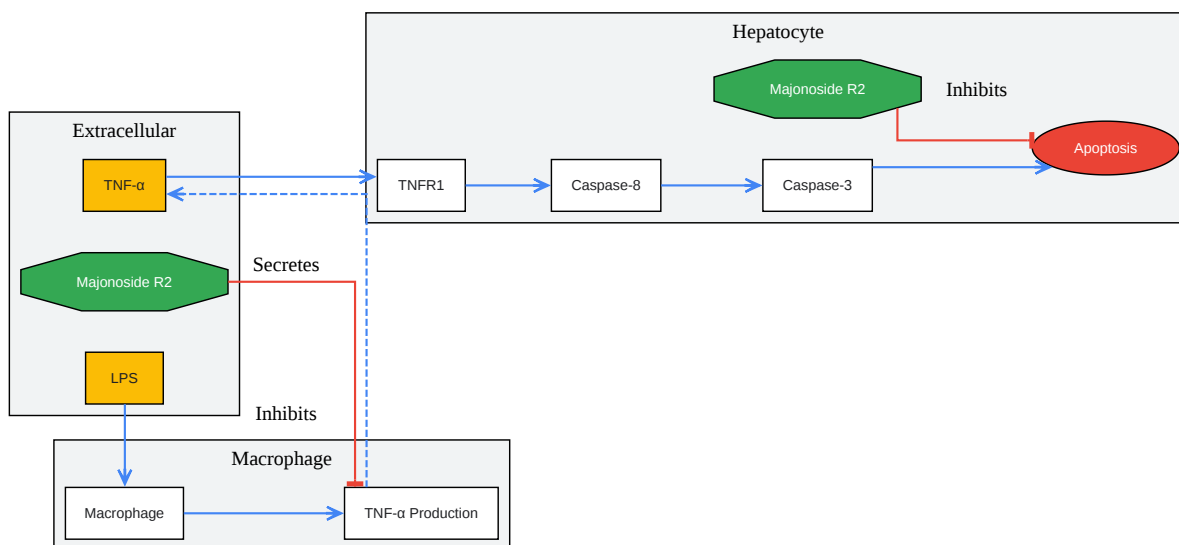 Hepatocyte
Majonoside R2
Inhibits
Extracellular
Apoptosis
TNF-α
TNFR1
Caspase-8
Caspase-3
Secretes
Majonoside R2
LPS
Inhibits
Macrophage
Macrophage
TNF-α Production